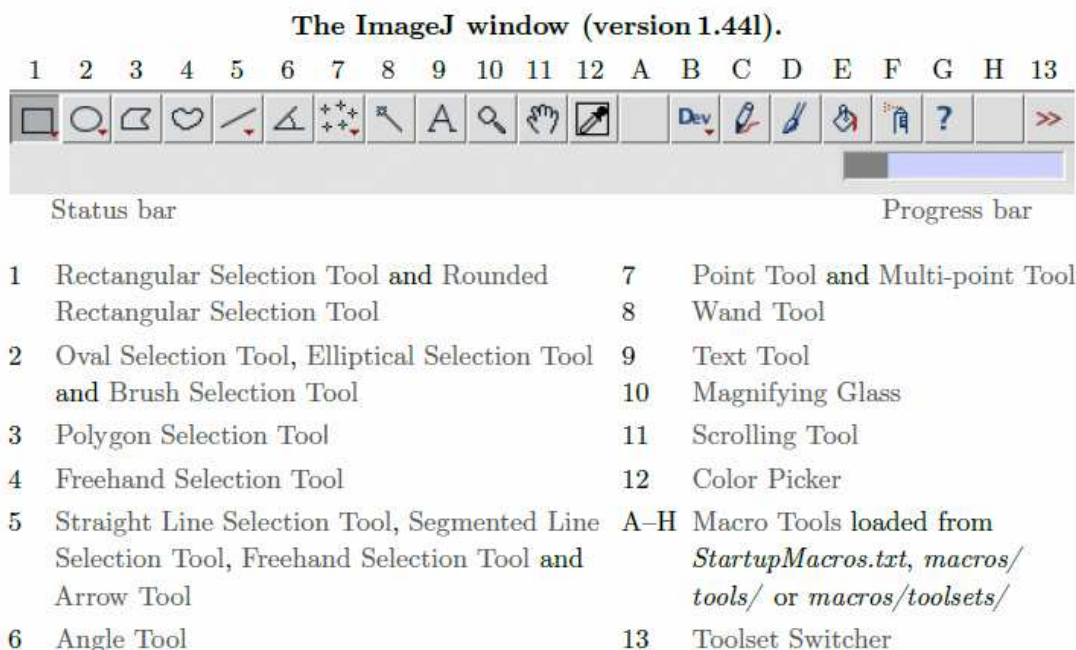 The ImageJ window (version 1.44l).
1 2 3 4 5 6 7 8 9 10 11 12 A B C D E F G H 13
A Dev ? >>
Status bar
Progress bar
1 Rectangular Selection Tool and Rounded
Rectangular Selection Tool
2 Oval Selection Tool, Elliptical Selection Tool
and Brush Selection Tool
3 Polygon Selection Tool
4 Freehand Selection Tool
5 Straight Line Selection Tool, Segmented Line
Selection Tool, Freehand Selection Tool and
Arrow Tool
6 Angle Tool
7 Point Tool and Multi-point Tool
8 Wand Tool
9 Text Tool
10 Magnifying Glass
11 Scrolling Tool
12 Color Picker
A–H Macro Tools loaded from
StartupMacros.txt, macros/
tools/ or macros/toolsets/
13 Toolset Switcher